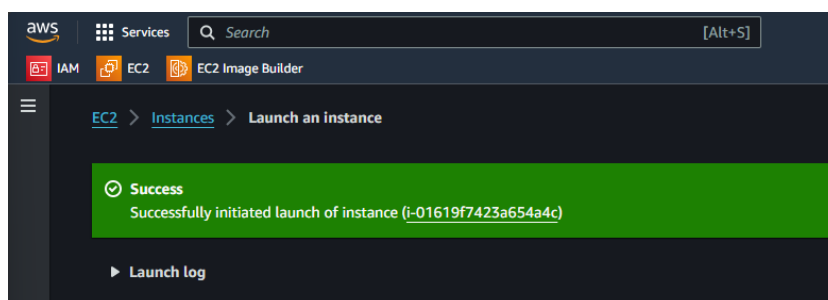 aws Services Search [Alt+S]
IAM EC2 EC2 Image Builder
EC2 > Instances > Launch an instance
Success
Successfully initiated launch of instance (i-01619f7423a654a4c)
Launch log